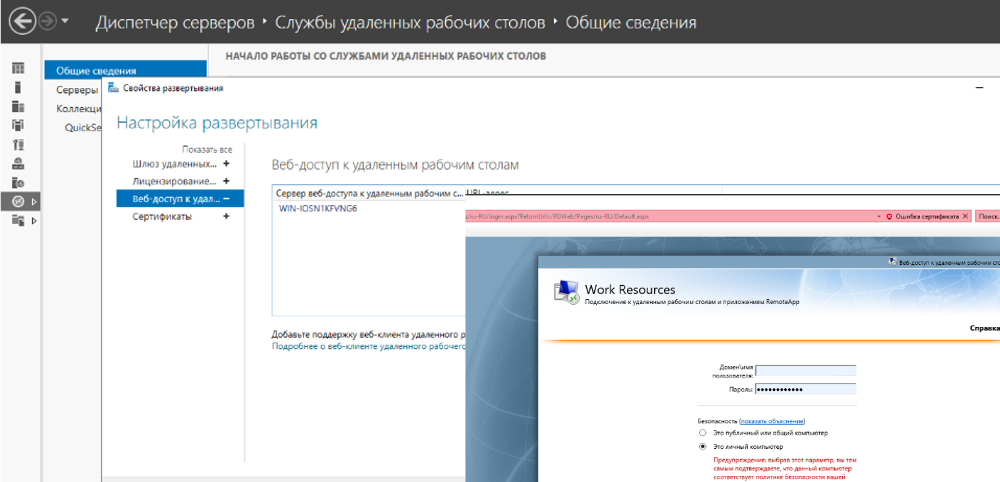 Диспетчер серверов ‣ Службы удаленных рабочих столов ‣ Общие сведения
НАЧАЛО РАБОТЫ СО СЛУЖБАМИ УДАЛЕННЫХ РАБОЧИХ СТОЛОВ
Общие сведения
Серверы
Коллекци
QuickSe
Свойства развертывания
Настройка развертывания
Показать все
Шлюз удаленных... +
Лицензирование... +
Веб-доступ к удал... –
Сертификаты +
Веб-доступ к удаленным рабочим столам
Сервер веб-доступа к удаленным рабочим с... URL-адрес
WIN-IOSN1KFVNG6
Добавьте поддержку веб-клиента удаленного р
Подробнее о веб-клиенте удаленного рабочего
/ru-RU/login.aspx?ReturnUrl=/RDWeb/Pages/ru-RU/Default.aspx
Ошибка сертификата
Поиск...
Веб-доступ к удаленным рабочим сто
Work Resources
Подключение к удаленным рабочим столам и приложениям RemoteApp
Справка
Домен\имя
пользователя:
Пароль: ••••••••••••
Безопасность (показать объяснение)
Это публичный или общий компьютер
Это личный компьютер
Предупреждение: выбрав этот параметр, вы тем
самым подтверждаете, что данный компьютер
соответствует политике безопасности вашей